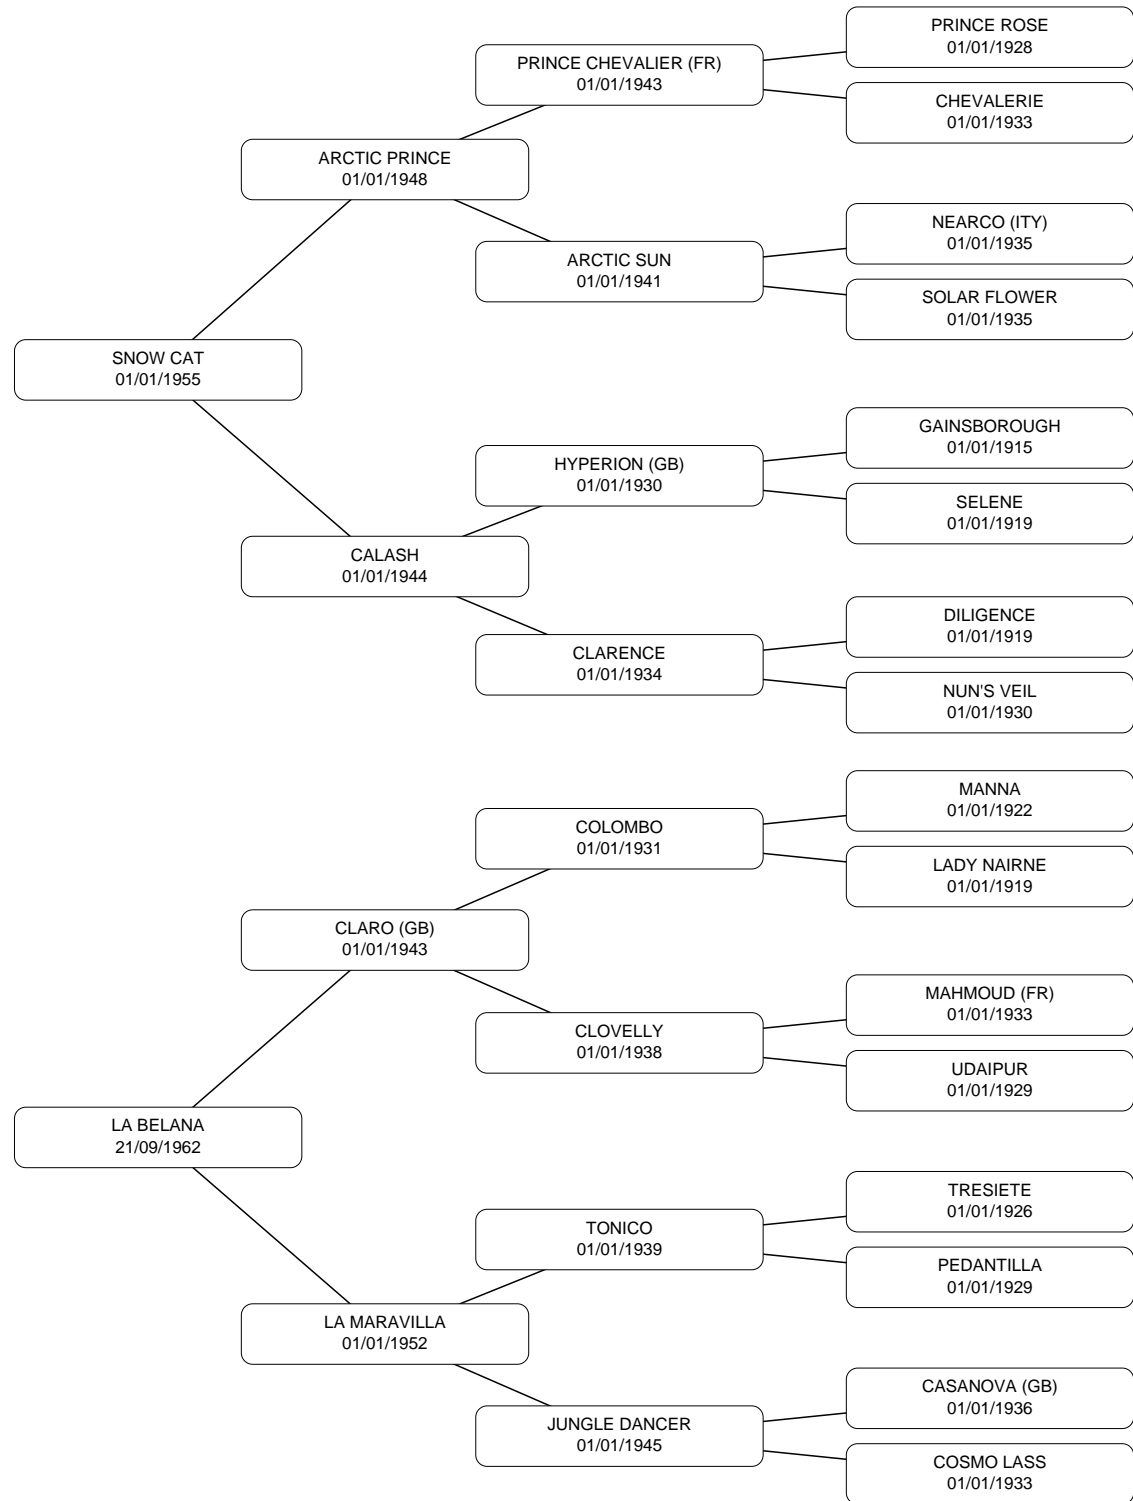 PRINCE ROSE
01/01/1928
PRINCE CHEVALIER (FR)
01/01/1943
CHEVALERIE
01/01/1933
ARCTIC PRINCE
01/01/1948
NEARCO (ITY)
01/01/1935
ARCTIC SUN
01/01/1941
SOLAR FLOWER
01/01/1935
SNOW CAT
01/01/1955
GAINSBOROUGH
01/01/1915
HYPERION (GB)
01/01/1930
SELENE
01/01/1919
CALASH
01/01/1944
DILIGENCE
01/01/1919
CLARENCE
01/01/1934
NUN'S VEIL
01/01/1930
MANNA
01/01/1922
COLOMBO
01/01/1931
LADY NAIRNE
01/01/1919
CLARO (GB)
01/01/1943
MAHMOUD (FR)
01/01/1933
CLOVELLY
01/01/1938
UDAIPUR
01/01/1929
LA BELANA
21/09/1962
TRESIETE
01/01/1926
TONICO
01/01/1939
PEDANTILLA
01/01/1929
LA MARAVILLA
01/01/1952
CASANOVA (GB)
01/01/1936
JUNGLE DANCER
01/01/1945
COSMO LASS
01/01/1933